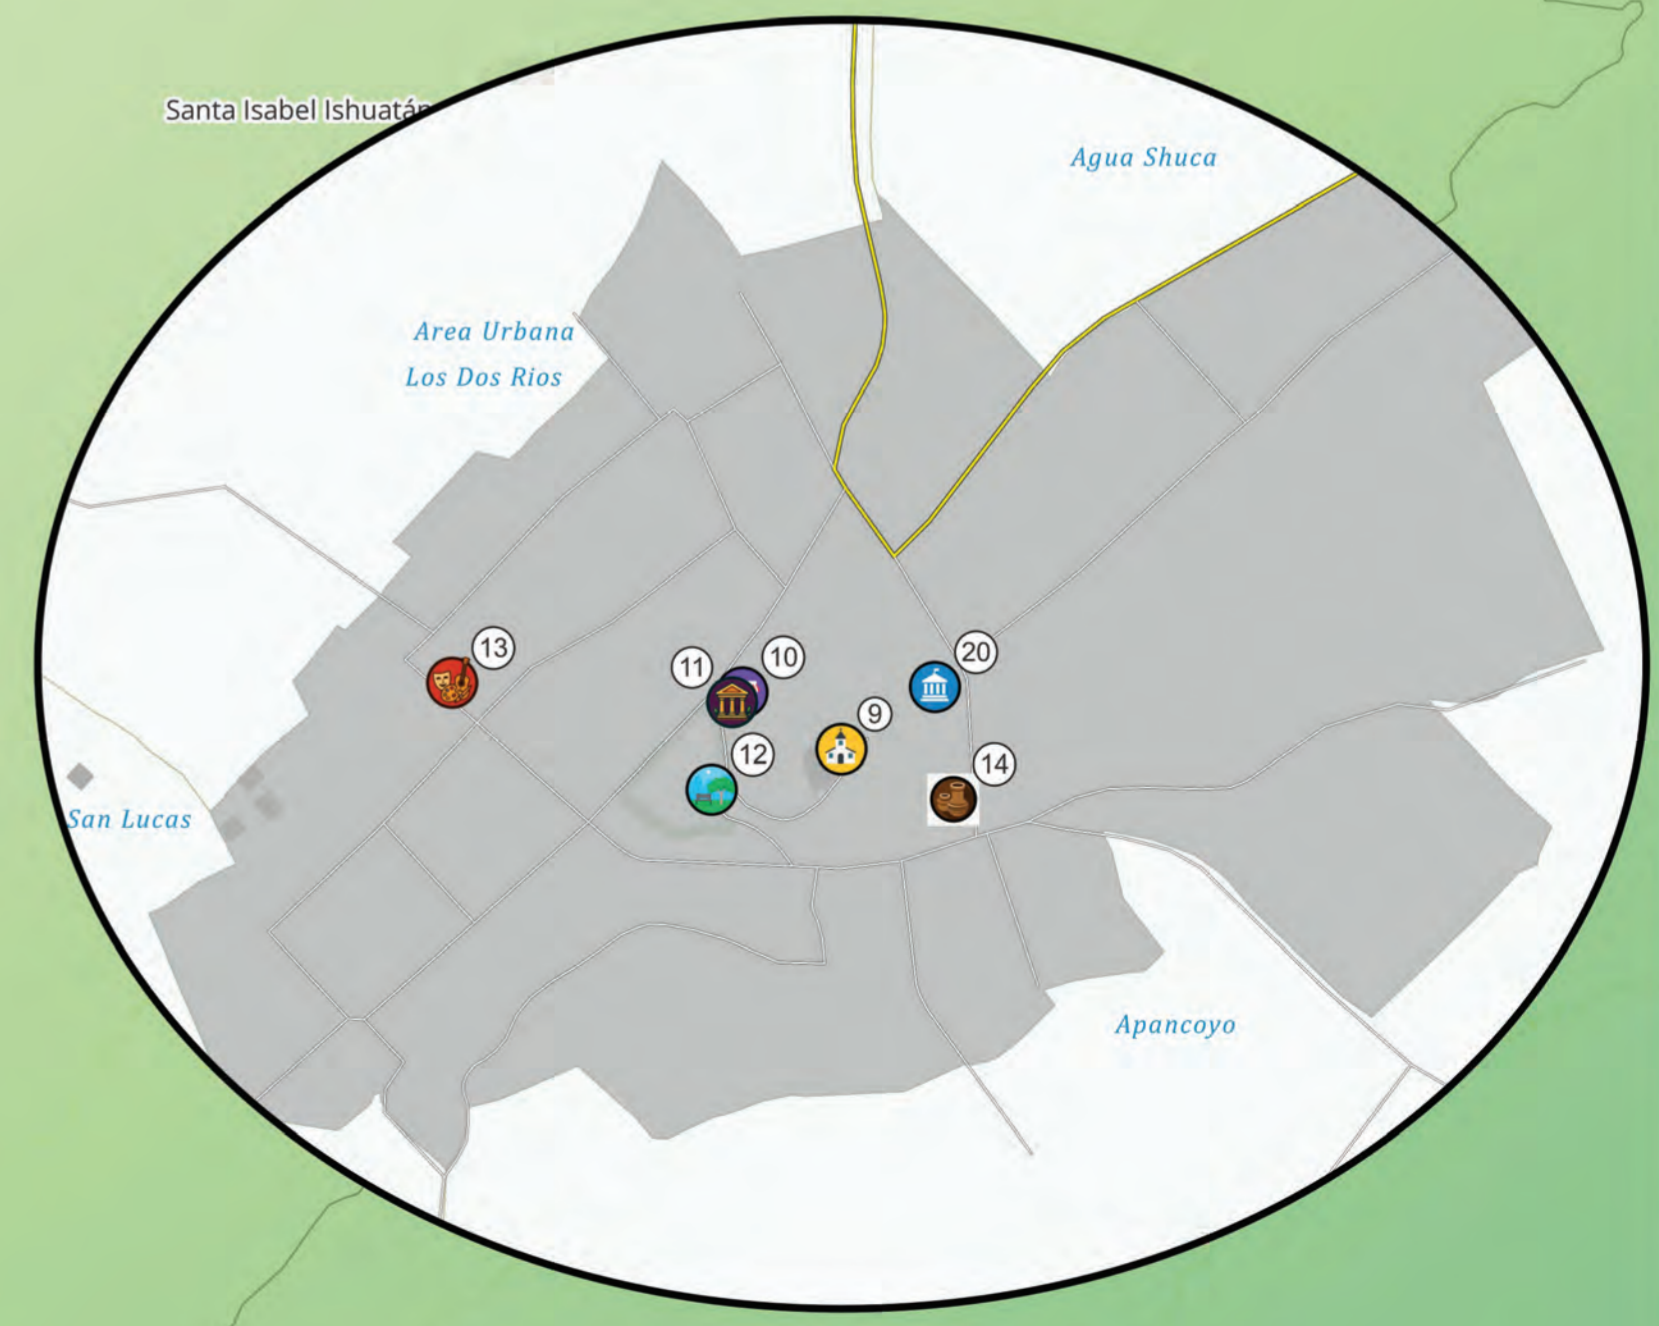 Santa Isabel Ishuatán
Agua Shuca
Area Urbana
Los Dos Rios
13
11
10
20
9
12
14
San Lucas
Apancoyo